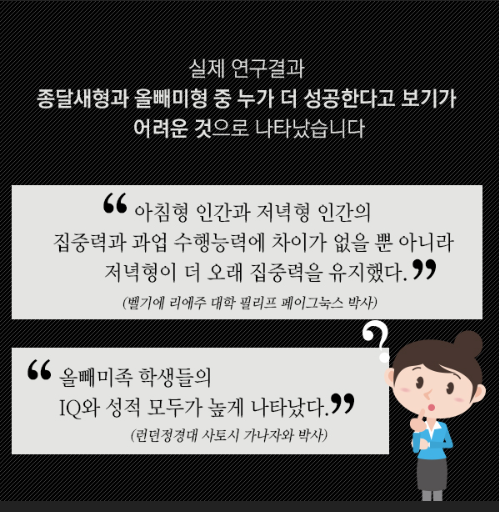 실제 연구결과
종달새형과 올빼미형 중 누가 더 성공한다고 보기가
어려운 것으로 나타났습니다
“ 아침형 인간과 저녁형 인간의
집중력과 과업 수행능력에 차이가 없을 뿐 아니라
저녁형이 더 오래 집중력을 유지했다. ”
(벨기에 리에주 대학 필리프 페이그눅스 박사)
?
“ 올빼미족 학생들의
IQ와 성적 모두가 높게 나타났다. ”
(런던정경대 사토시 가나자와 박사)